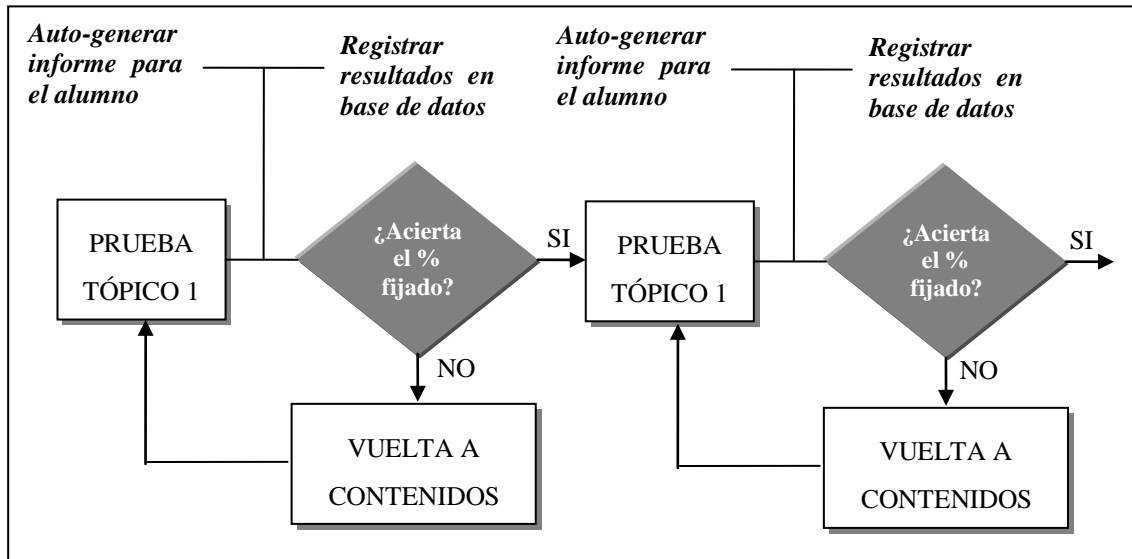 Auto-generar
informe para
el alumno
Registrar
resultados en
base de datos
PRUEBA
TÓPICO 1
¿Acierta
el %
fijado?
SI
NO
VUELTA A
CONTENIDOS
Auto-generar
informe para
el alumno
Registrar
resultados en
base de datos
PRUEBA
TÓPICO 1
¿Acierta
el %
fijado?
SI
NO
VUELTA A
CONTENIDOS